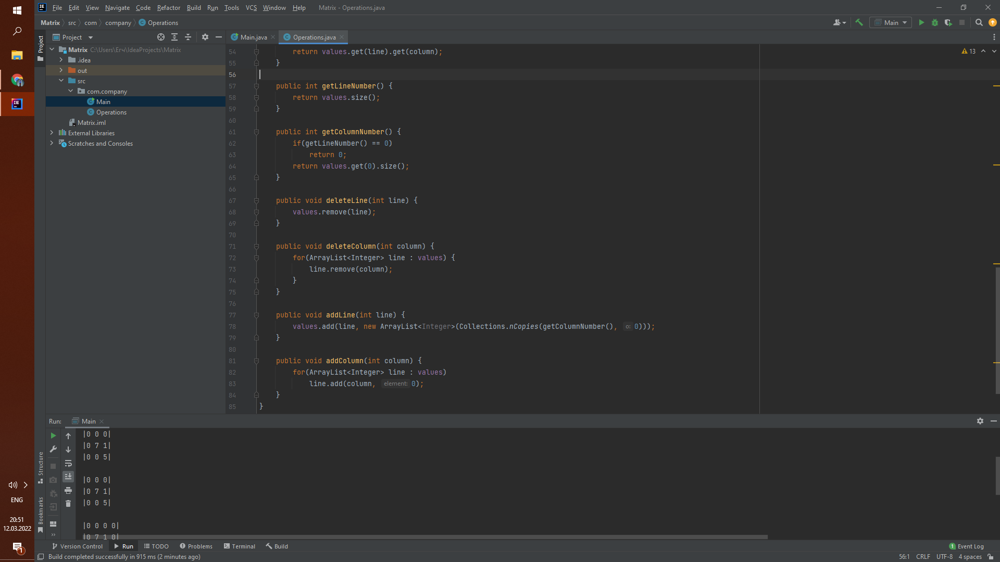 File Edit View Navigate Code Refactor Build Run Tools VCS Window Help Matrix - Operations.java
Matrix src com company Operations Main
Project
Main.java Operations.java
Project
Matrix C:\Users\Егч\IdeaProjects\Matrix
.idea
out
src
com.company
Main
Operations
Matrix.iml
External Libraries
Scratches and Consoles
13
54 return values.get(line).get(column);
55 }
56
57 public int getLineNumber() {
58 return values.size();
59 }
60
61 public int getColumnNumber() {
62 if(getLineNumber() == 0)
63 return 0;
64 return values.get(0).size();
65 }
66
67 public void deleteLine(int line) {
68 values.remove(line);
69 }
70
71 public void deleteColumn(int column) {
72 for(ArrayList<Integer> line : values) {
73 line.remove(column);
74 }
75 }
76
77 public void addLine(int line) {
78 values.add(line, new ArrayList<Integer>(Collections.nCopies(getColumnNumber(), o: 0)));
79 }
80
81 public void addColumn(int column) {
82 for(ArrayList<Integer> line : values)
83 line.add(column, element: 0);
84 }
85 }
Run: Main
|0 0 0|
|0 7 1|
|0 0 5|
|0 0 0|
|0 7 1|
|0 0 5|
|0 0 0 0|
|0 7 1 0|
Structure
Bookmarks
Version Control Run TODO Problems Terminal Build 1 Event Log
Build completed successfully in 915 ms (2 minutes ago) 56:1 CRLF UTF-8 4 spaces
ENG
20:51
12.03.2022
1